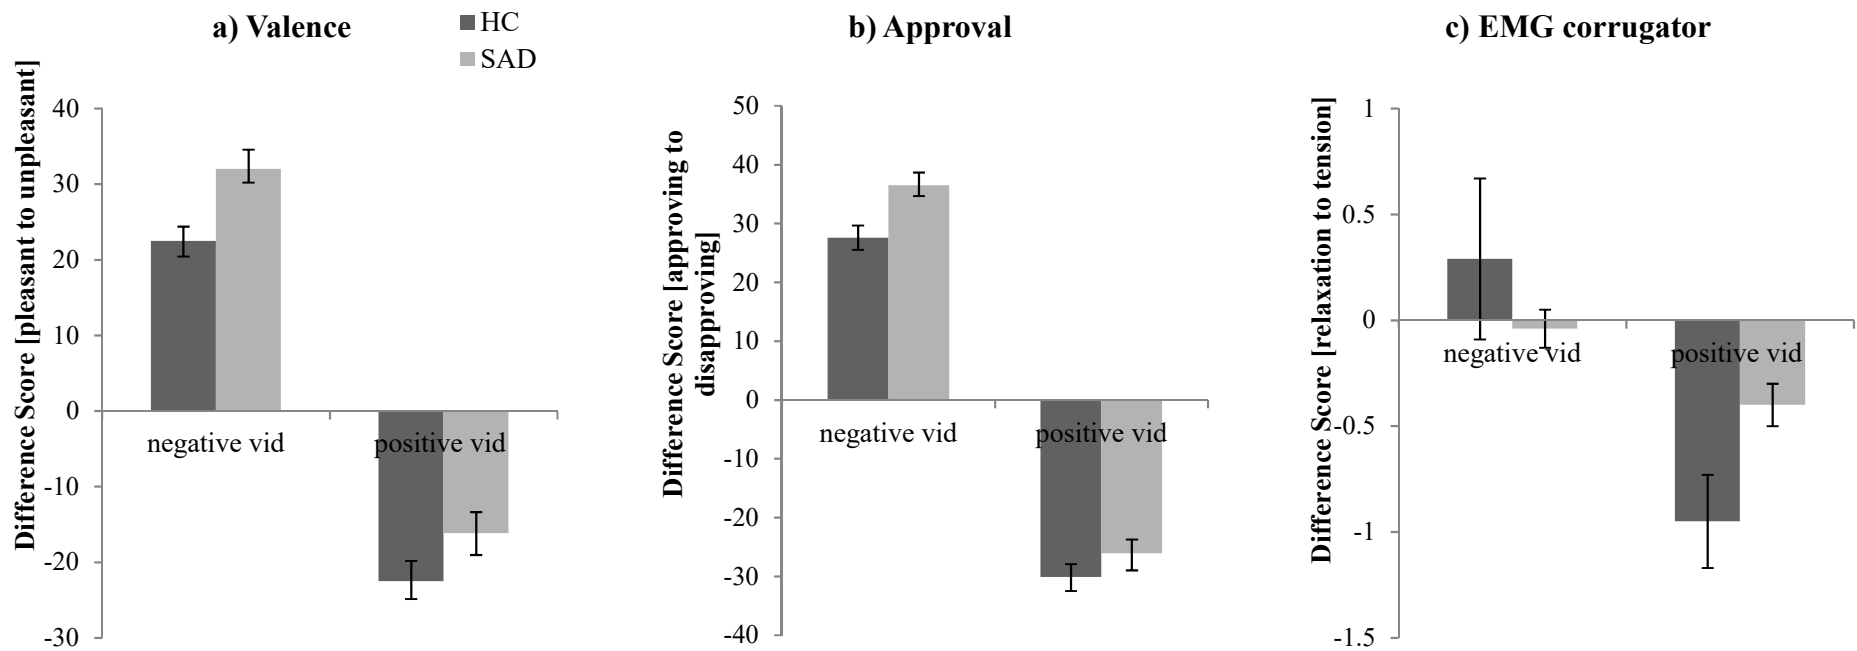 a) Valence
HC
SAD
Difference Score [pleasant to unpleasant]
40
30
20
10
0
-10
-20
-30
negative vid
positive vid
b) Approval
Difference Score [approving to
disapproving]
50
40
30
20
10
0
-10
-20
-30
-40
negative vid
positive vid
c) EMG corrugator
Difference Score [relaxation to tension]
1
0.5
0
-0.5
-1
-1.5
negative vid
positive vid